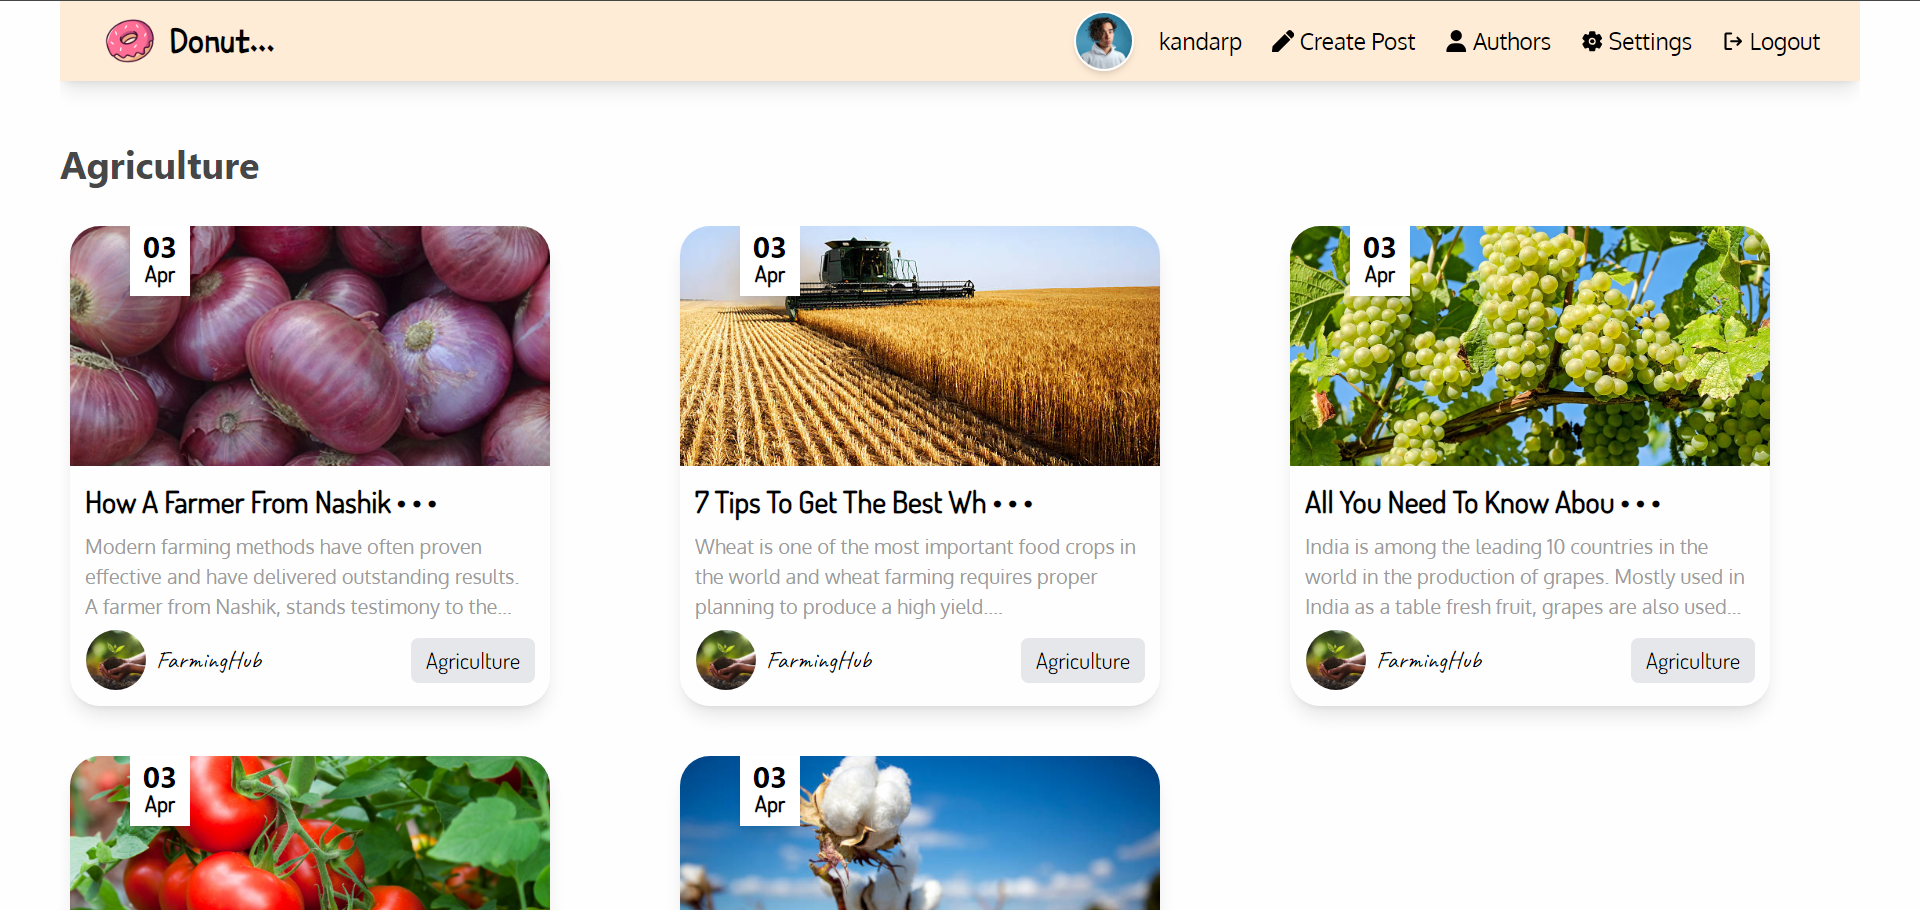 Donut...
kandarp
Create Post
Authors
Settings
Logout
Agriculture
03
Apr
How A Farmer From Nashik • • •
Modern farming methods have often proven
effective and have delivered outstanding results.
A farmer from Nashik, stands testimony to the...
FarmingHub
Agriculture
03
Apr
7 Tips To Get The Best Wh • • •
Wheat is one of the most important food crops in
the world and wheat farming requires proper
planning to produce a high yield....
FarmingHub
Agriculture
03
Apr
All You Need To Know Abou • • •
India is among the leading 10 countries in the
world in the production of grapes. Mostly used in
India as a table fresh fruit, grapes are also used...
FarmingHub
Agriculture
03
Apr
03
Apr